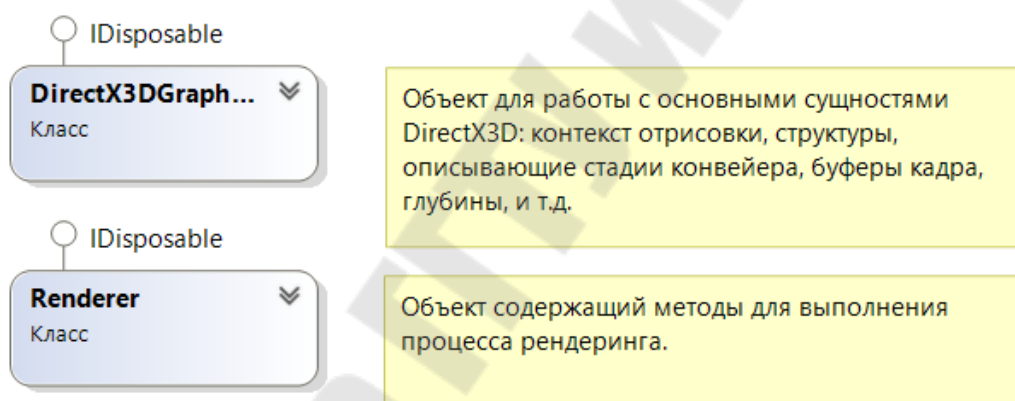 IDisposable
DirectX3DGraph...
Класс
Объект для работы с основными сущностями
DirectX3D: контекст отрисовки, структуры,
описывающие стадии конвейера, буферы кадра,
глубины, и т.д.
IDisposable
Renderer
Класс
Объект содержащий методы для выполнения
процесса рендеринга.